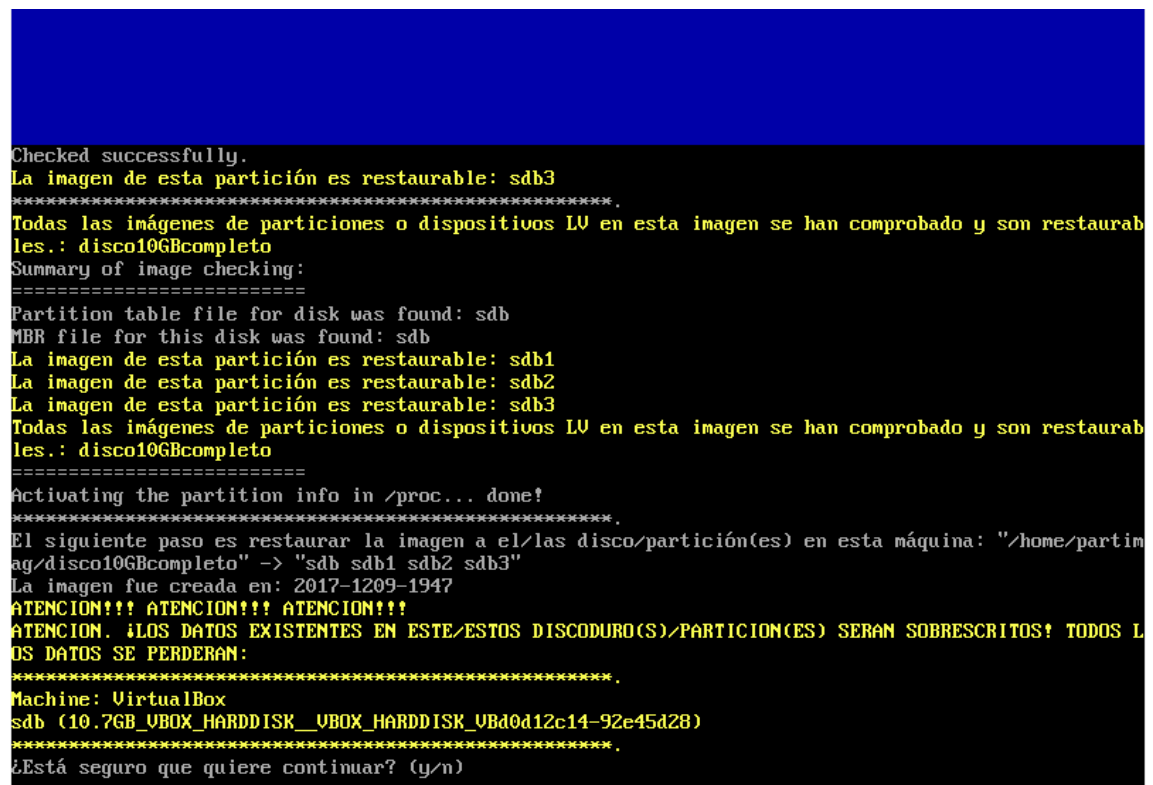 Checked successfully.
La imagen de esta partición es restaurable: sdb3
*****************************************************.
Todas las imágenes de particiones o dispositivos LV en esta imagen se han comprobado y son restaurab
les.: disco10GBcompleto
Summary of image checking:
==========================
Partition table file for disk was found: sdb
MBR file for this disk was found: sdb
La imagen de esta partición es restaurable: sdb1
La imagen de esta partición es restaurable: sdb2
La imagen de esta partición es restaurable: sdb3
Todas las imágenes de particiones o dispositivos LV en esta imagen se han comprobado y son restaurab
les.: disco10GBcompleto
==========================
Activating the partition info in /proc... done!
*****************************************************.
El siguiente paso es restaurar la imagen a el/las disco/partición(es) en esta máquina: "/home/partim
ag/disco10GBcompleto" -> "sdb sdb1 sdb2 sdb3"
La imagen fue creada en: 2017-1209-1947
ATENCION!!! ATENCION!!! ATENCION!!!
ATENCION. ¡LOS DATOS EXISTENTES EN ESTE/ESTOS DISCODURO(S)/PARTICION(ES) SERAN SOBRESCRITOS! TODOS L
OS DATOS SE PERDERAN:
*****************************************************.
Machine: VirtualBox
sdb (10.7GB_VBOX_HARDDISK__VBOX_HARDDISK_VBd0d12c14-92e45d28)
*****************************************************.
¿Está seguro que quiere continuar? (y/n)